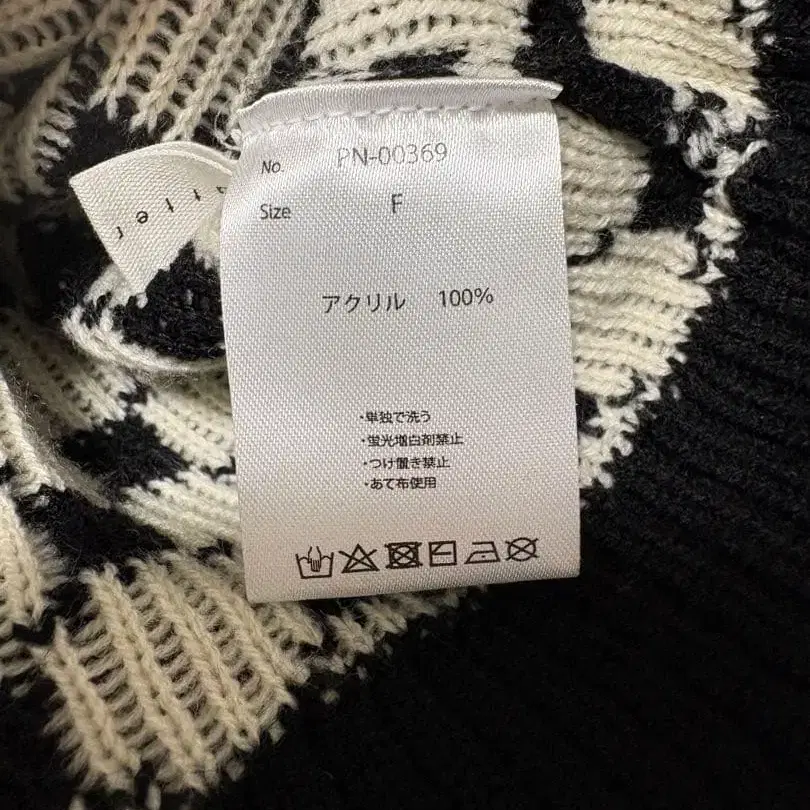 No. PN-00369
Size F
アクリル 100%
・単独で洗う
・蛍光増白剤禁止
・つけ置き禁止
・あて布使用